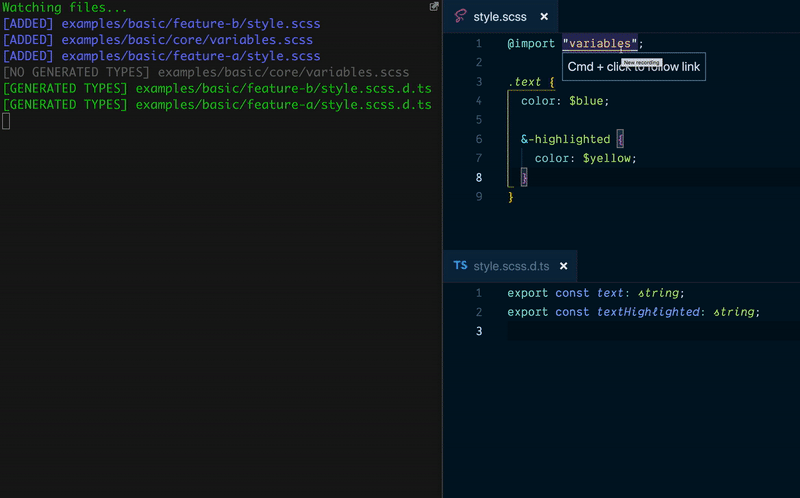 Watching files...
[ADDED] examples/basic/feature-b/style.scss
[ADDED] examples/basic/core/variables.scss
[ADDED] examples/basic/feature-a/style.scss
[NO GENERATED TYPES] examples/basic/core/variables.scss
[GENERATED TYPES] examples/basic/feature-b/style.scss.d.ts
[GENERATED TYPES] examples/basic/feature-a/style.scss.d.ts
style.scss ×
1 @import "variables";
New recording
2 Cmd + click to follow link
3 .text {
4 color: $blue;
5
6 &-highlighted {
7 color: $yellow;
8 }
9 }
TS style.scss.d.ts ×
1 export const text: string;
2 export const textHighlighted: string;
3